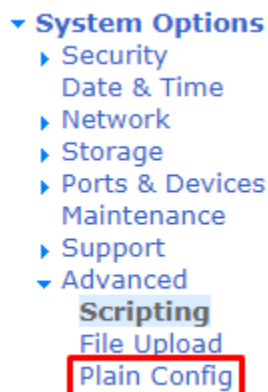 System Options
Security
Date & Time
Network
Storage
Ports & Devices
Maintenance
Support
Advanced
Scripting
File Upload
Plain Config